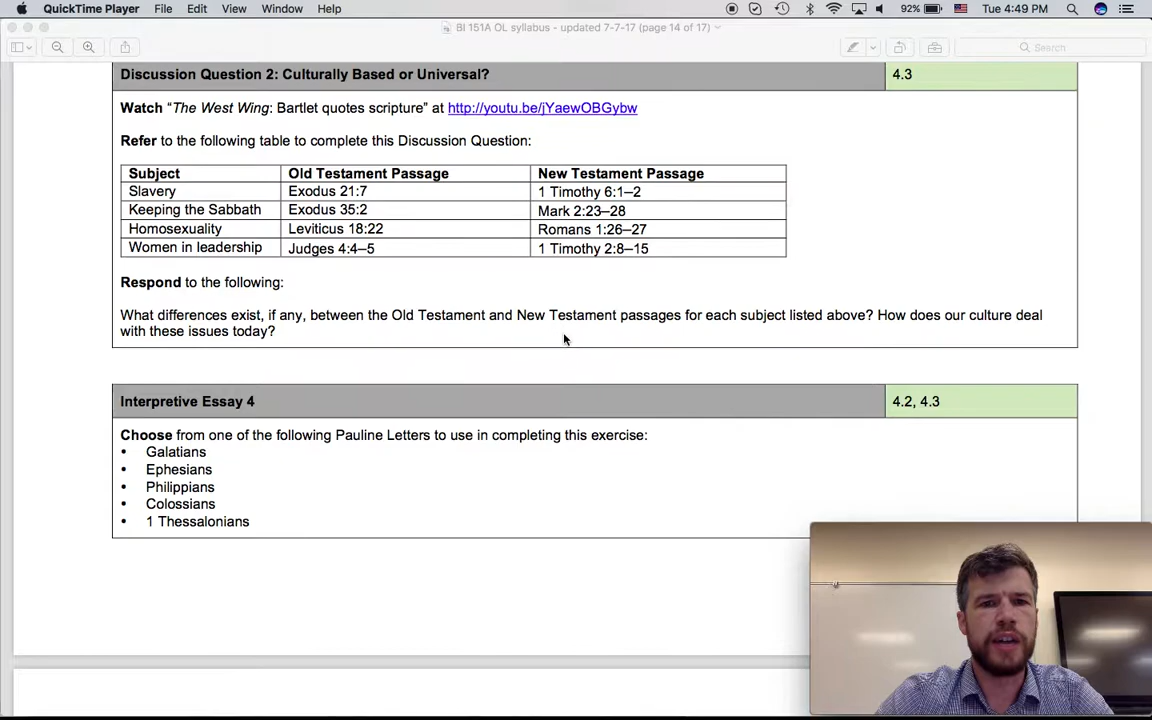 QuickTime Player File Edit View Window Help 92% Tue 4:49 PM
BI 151A OL syllabus - updated 7-7-17 (page 14 of 17)
Search
Discussion Question 2: Culturally Based or Universal? 4.3
Watch “The West Wing: Bartlet quotes scripture” at http://youtu.be/jYaewOBGybw
Refer to the following table to complete this Discussion Question:
Subject Old Testament Passage New Testament Passage
Slavery Exodus 21:7 1 Timothy 6:1–2
Keeping the Sabbath Exodus 35:2 Mark 2:23–28
Homosexuality Leviticus 18:22 Romans 1:26–27
Women in leadership Judges 4:4–5 1 Timothy 2:8–15
Respond to the following:
What differences exist, if any, between the Old Testament and New Testament passages for each subject listed above? How does our culture deal
with these issues today?
Interpretive Essay 4 4.2, 4.3
Choose from one of the following Pauline Letters to use in completing this exercise:
• Galatians
• Ephesians
• Philippians
• Colossians
• 1 Thessalonians